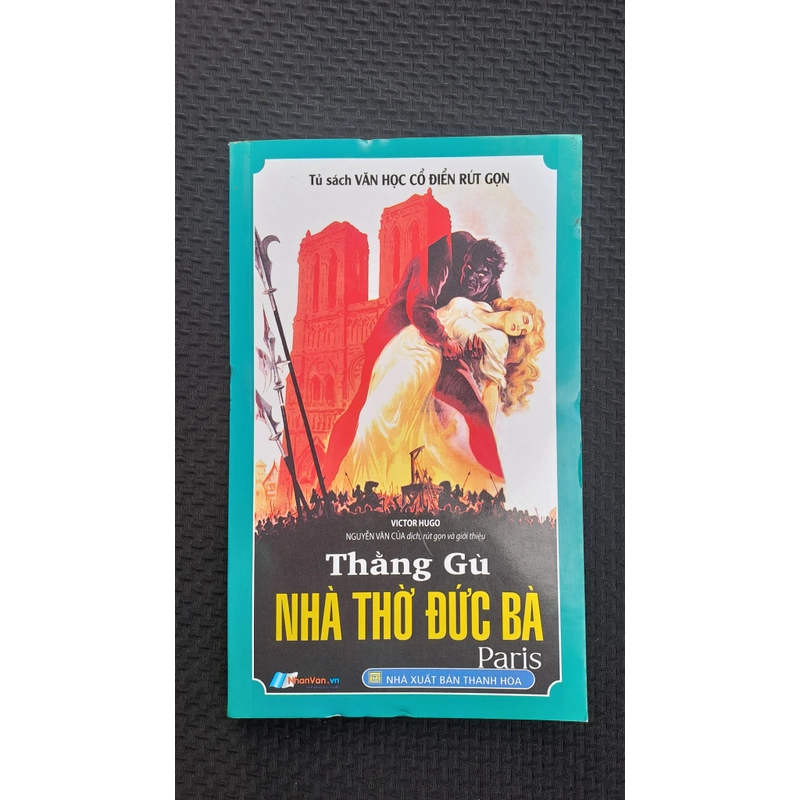 Tủ sách VĂN HỌC CỔ ĐIỂN RÚT GỌN
VICTOR HUGO
NGUYỄN VĂN CỦA dịch, rút gọn và giới thiệu
Thằng Gù
NHÀ THỜ ĐỨC BÀ
Paris
NhanVan.vn
NHÀ XUẤT BẢN THANH HÓA